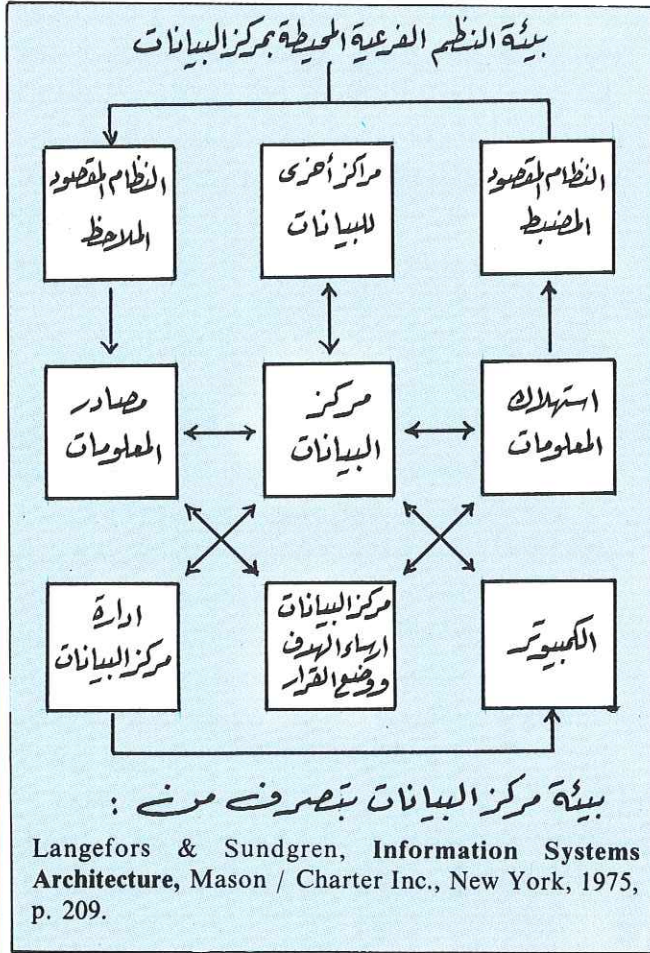 بيئة النظم الفرعية المحيطة بمركز البيانات
النظام المقصود
المضبط
مراكز أخرى
للبيانات
النظام المقصود
الملاحظ
استهلاك
المعلومات
مركز
البيانات
مصادر
المعلومات
الكمبيوتر
مركز البيانات
ارساء الهدف
ووضع القرار
ادارة
مركز البيانات
بيئة مركز البيانات بتصرف من :
Langefors & Sundgren, Information Systems
Architecture, Mason / Charter Inc., New York, 1975,
p. 209.